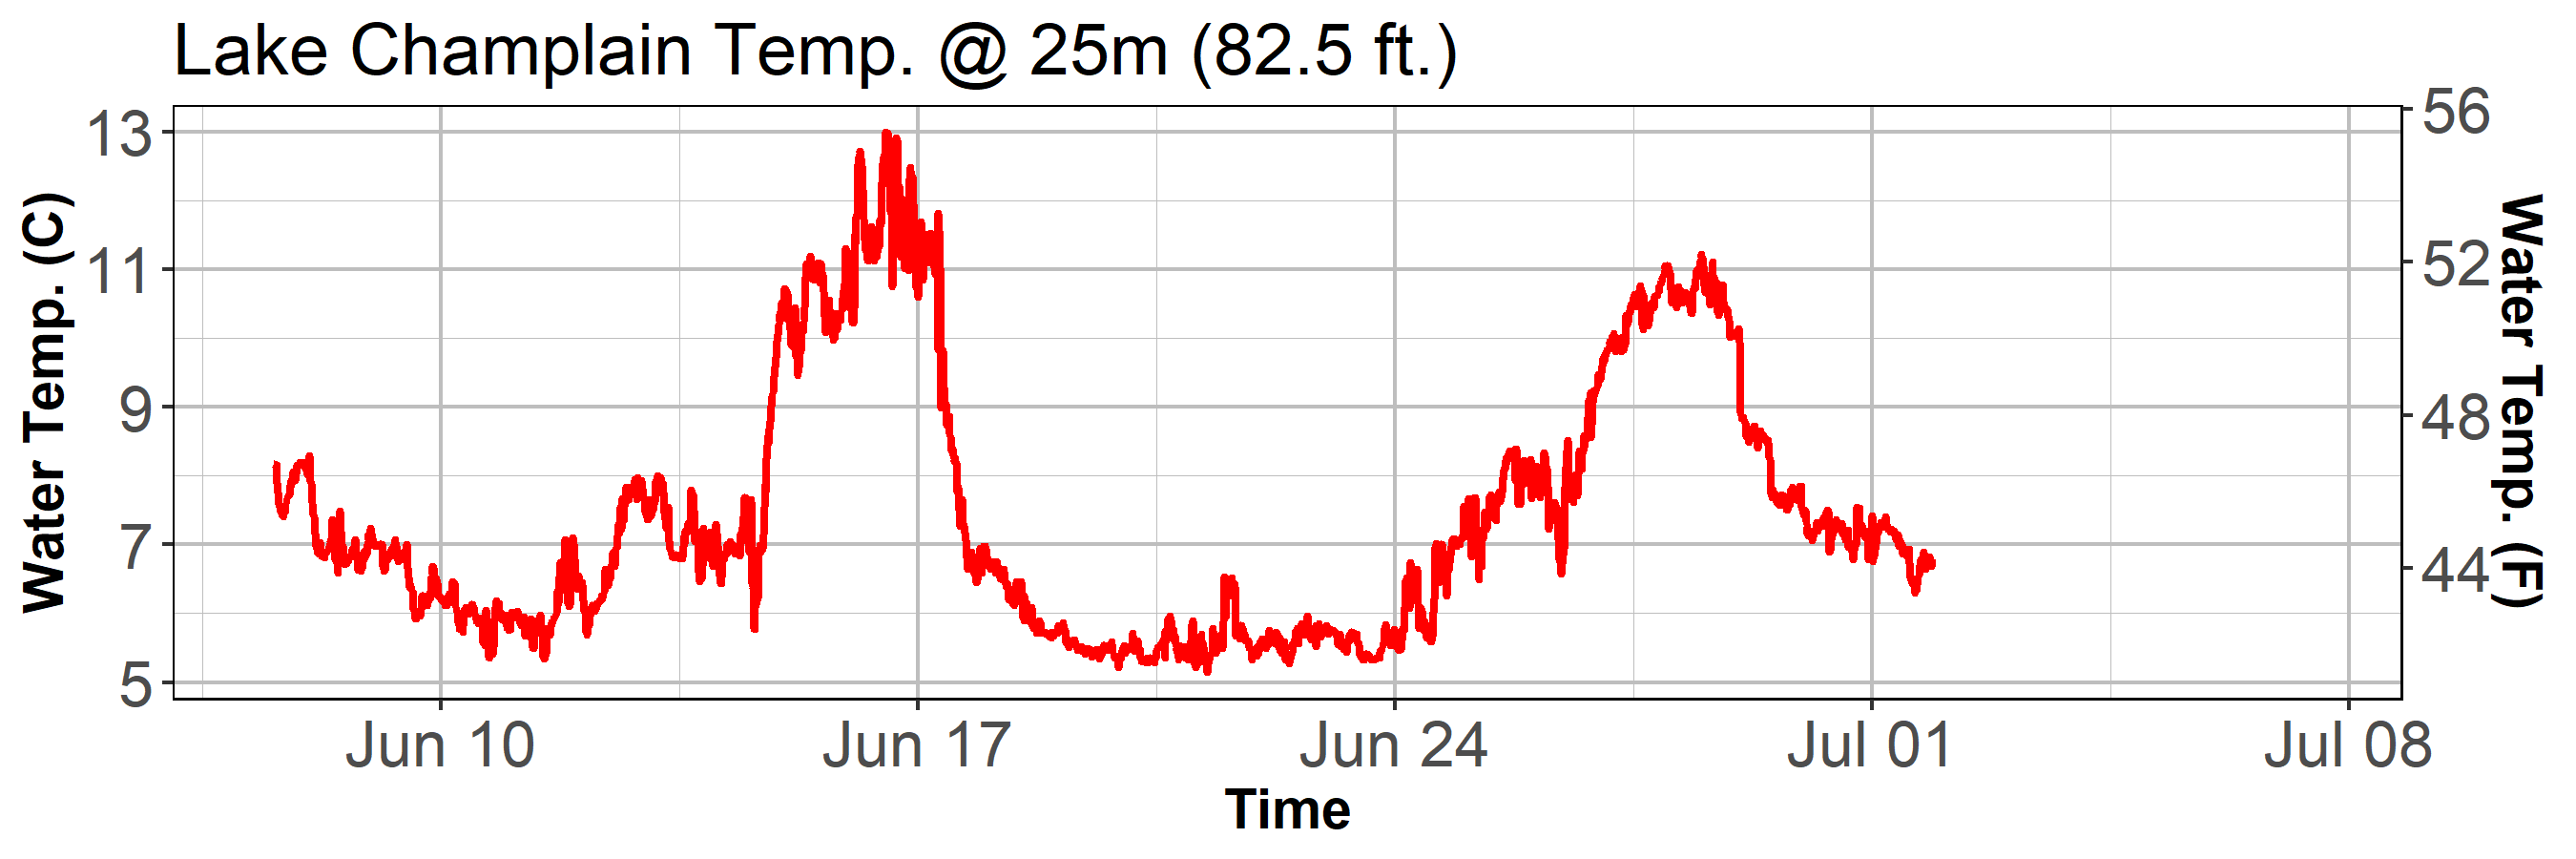 Lake Champlain Temp. @ 25m (82.5 ft.)
Water Temp. (C)
13
11
9
7
5
56
52
48
44
Water Temp. (F)
Jun 10 Jun 17 Jun 24 Jul 01 Jul 08
Time